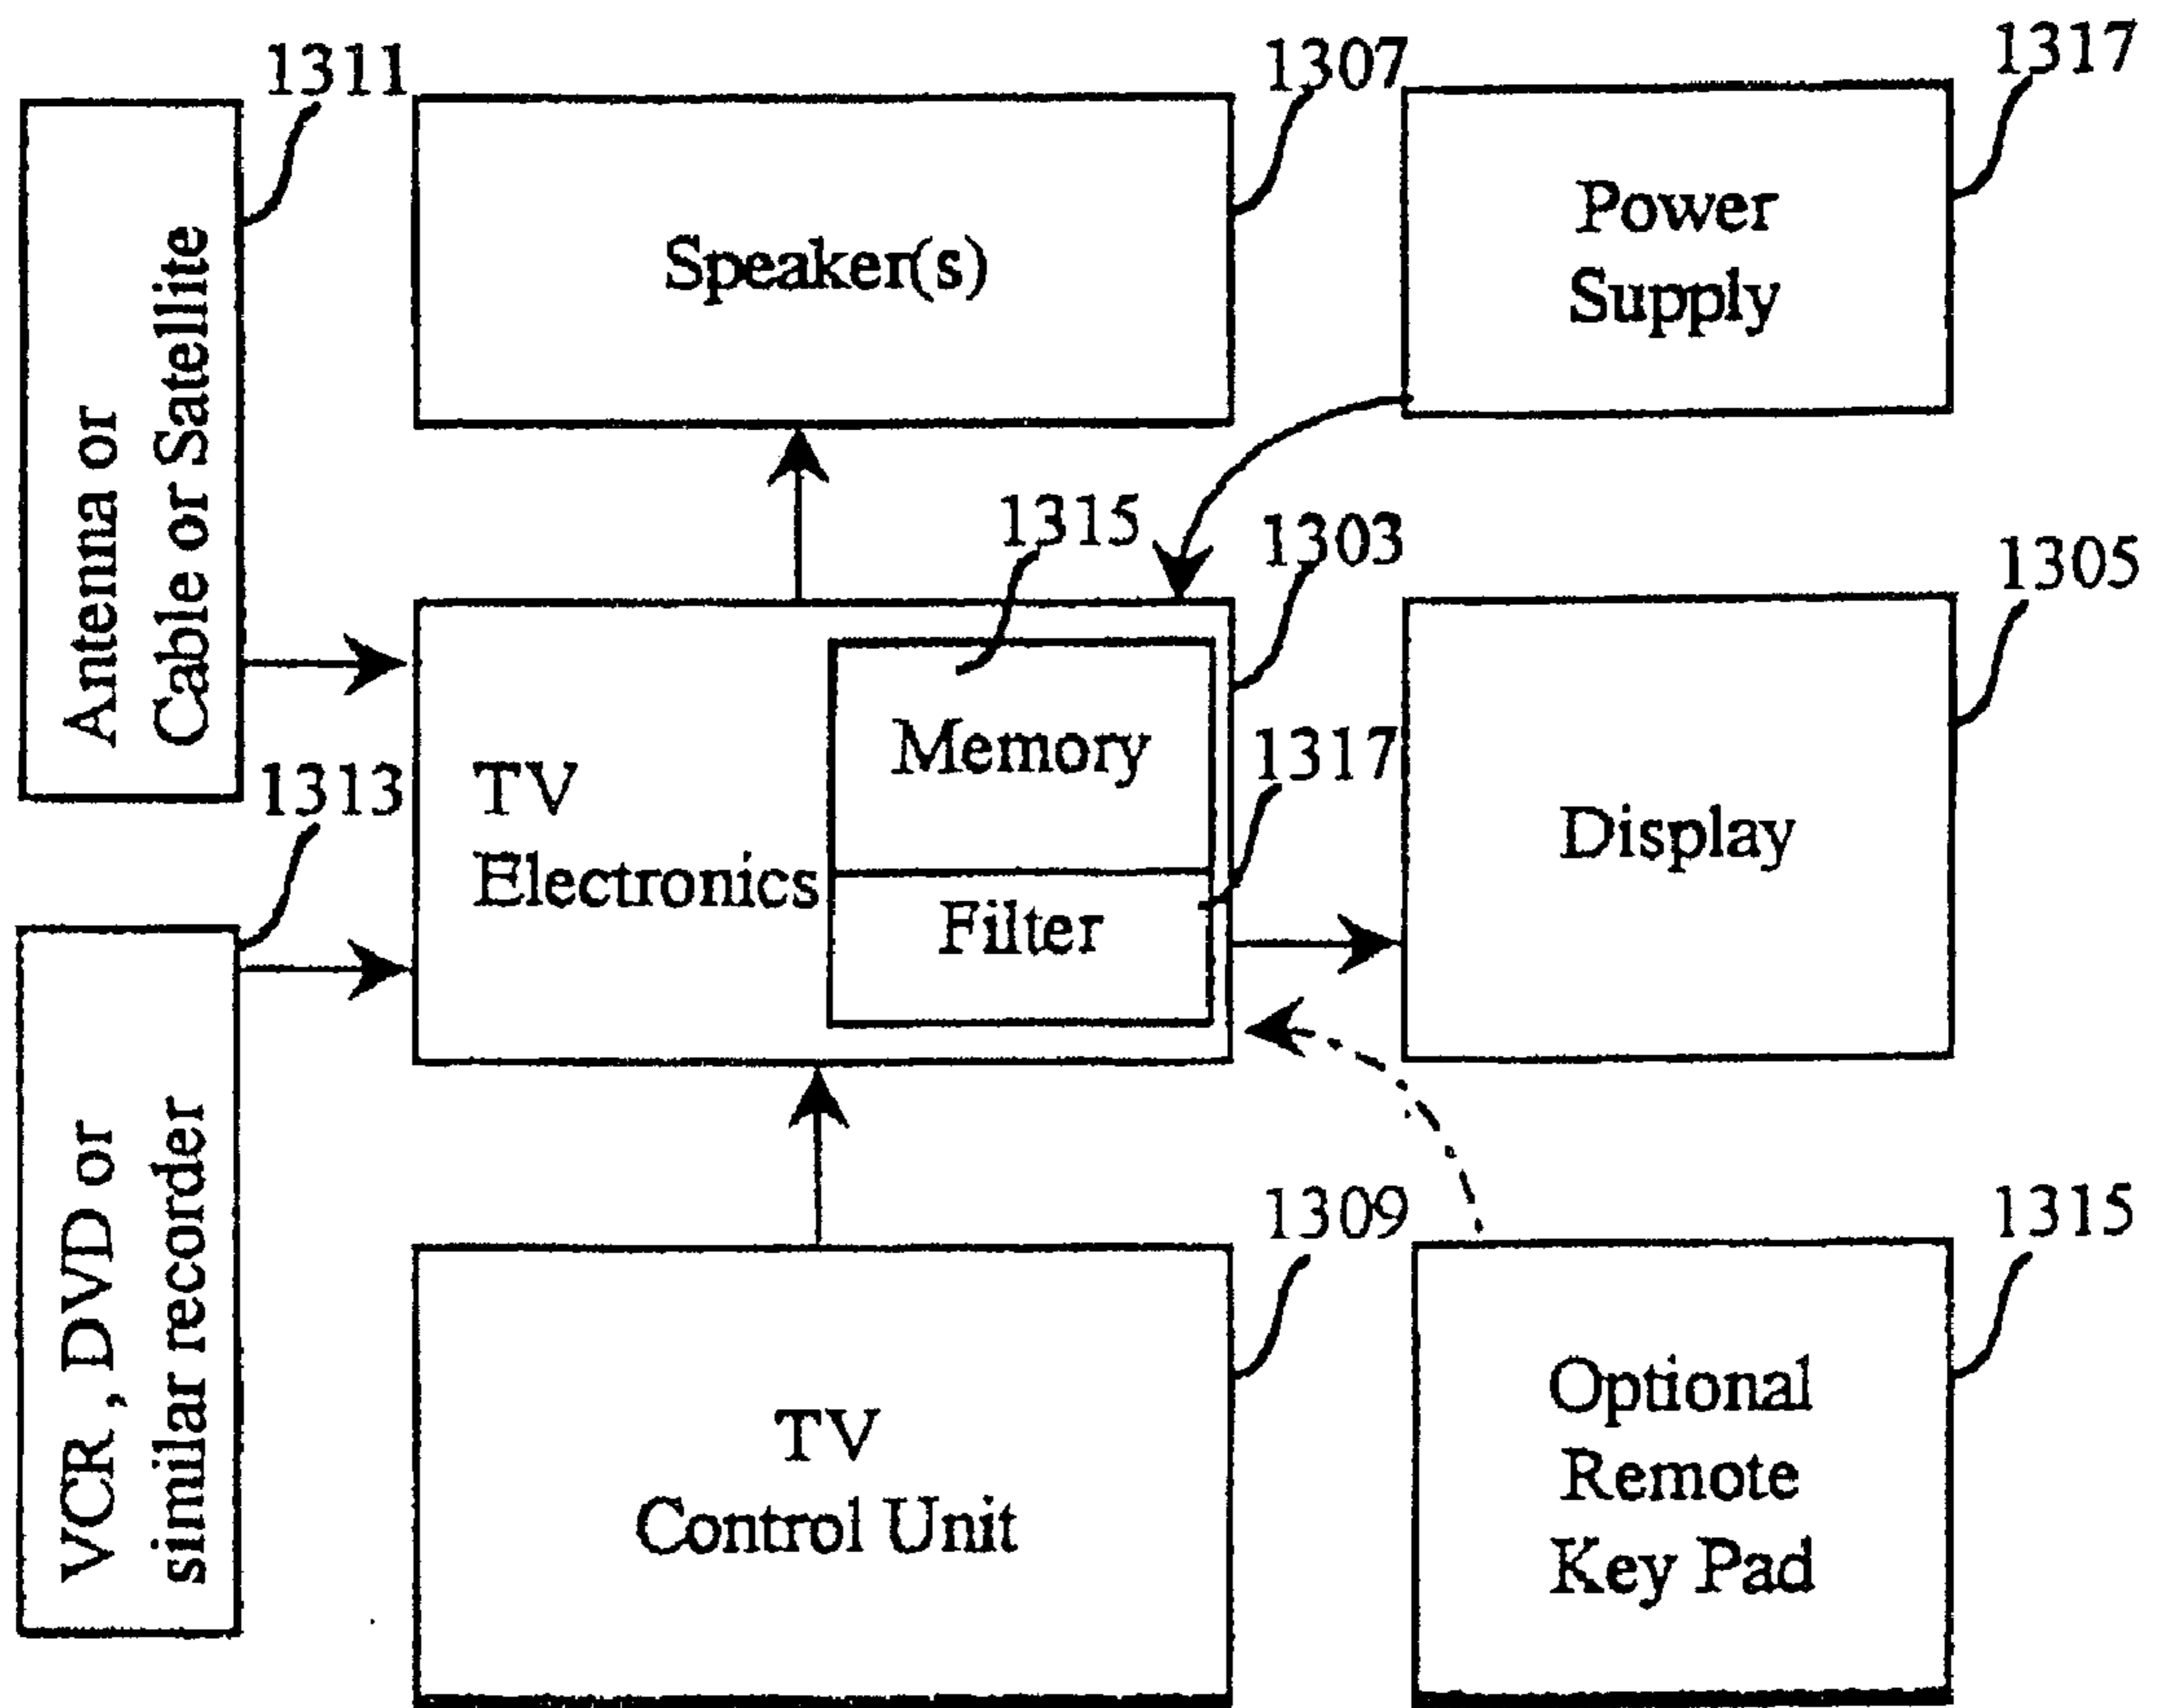 1311
1307
1317
Antenna or
Cable or Satellite
Speaker(s)
Power
Supply
1315
1303
1305
Memory
1317
1313
TV
Electronics
Filter
Display
VCR, DVD or
similar recorder
1309
1315
TV
Control Unit
Optional
Remote
Key Pad